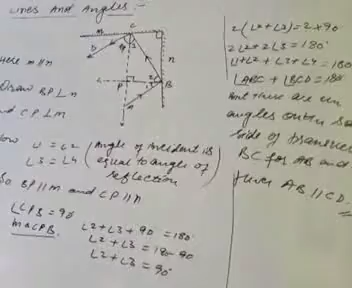 Lines And Angles :-
Here m||n
Draw BP⊥n
and CP⊥m
Now ∠1 = ∠2
∠3 = ∠4
(Angle of incident is
equal to angle of
reflection)
So BP||m and CP||n
∠CPB = 90
In △CPB.
∠2+∠3+90 = 180°
∠2+∠3 = 180-90
∠2+∠3 = 90°
m
C
D
4
3
n
P
B
2(∠2+∠3) = 2×90
2∠2+2∠3 = 180°
∠1+∠2+∠3+∠4 = 180
∠ABC + ∠BCD = 180
And these are
angles on
side of
BC for AB and
AB || CD.